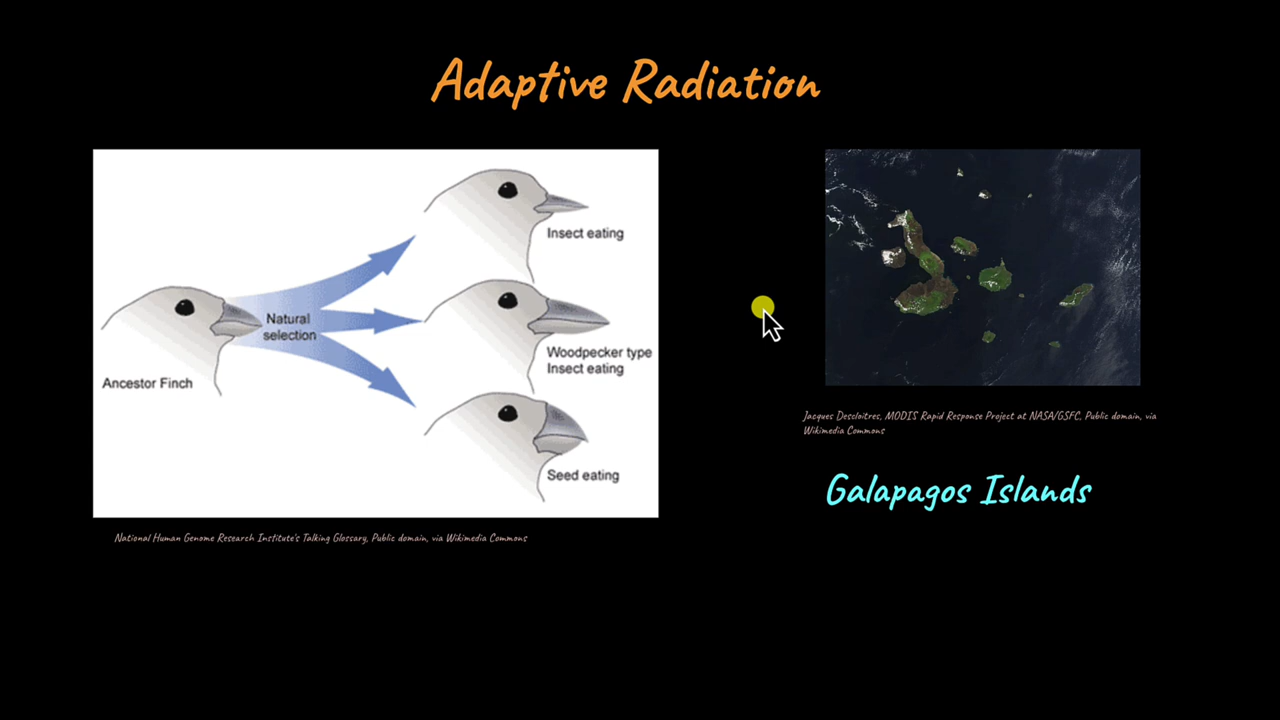 Adaptive Radiation
Insect eating
Natural
selection
Woodpecker type
Insect eating
Ancestor Finch
Seed eating
National Human Genome Research Institute's Talking Glossary, Public domain, via Wikimedia Commons
Jacques Descloitres, MODIS Rapid Response Project at NASA/GSFC, Public domain, via
Wikimedia Commons
Galapagos Islands